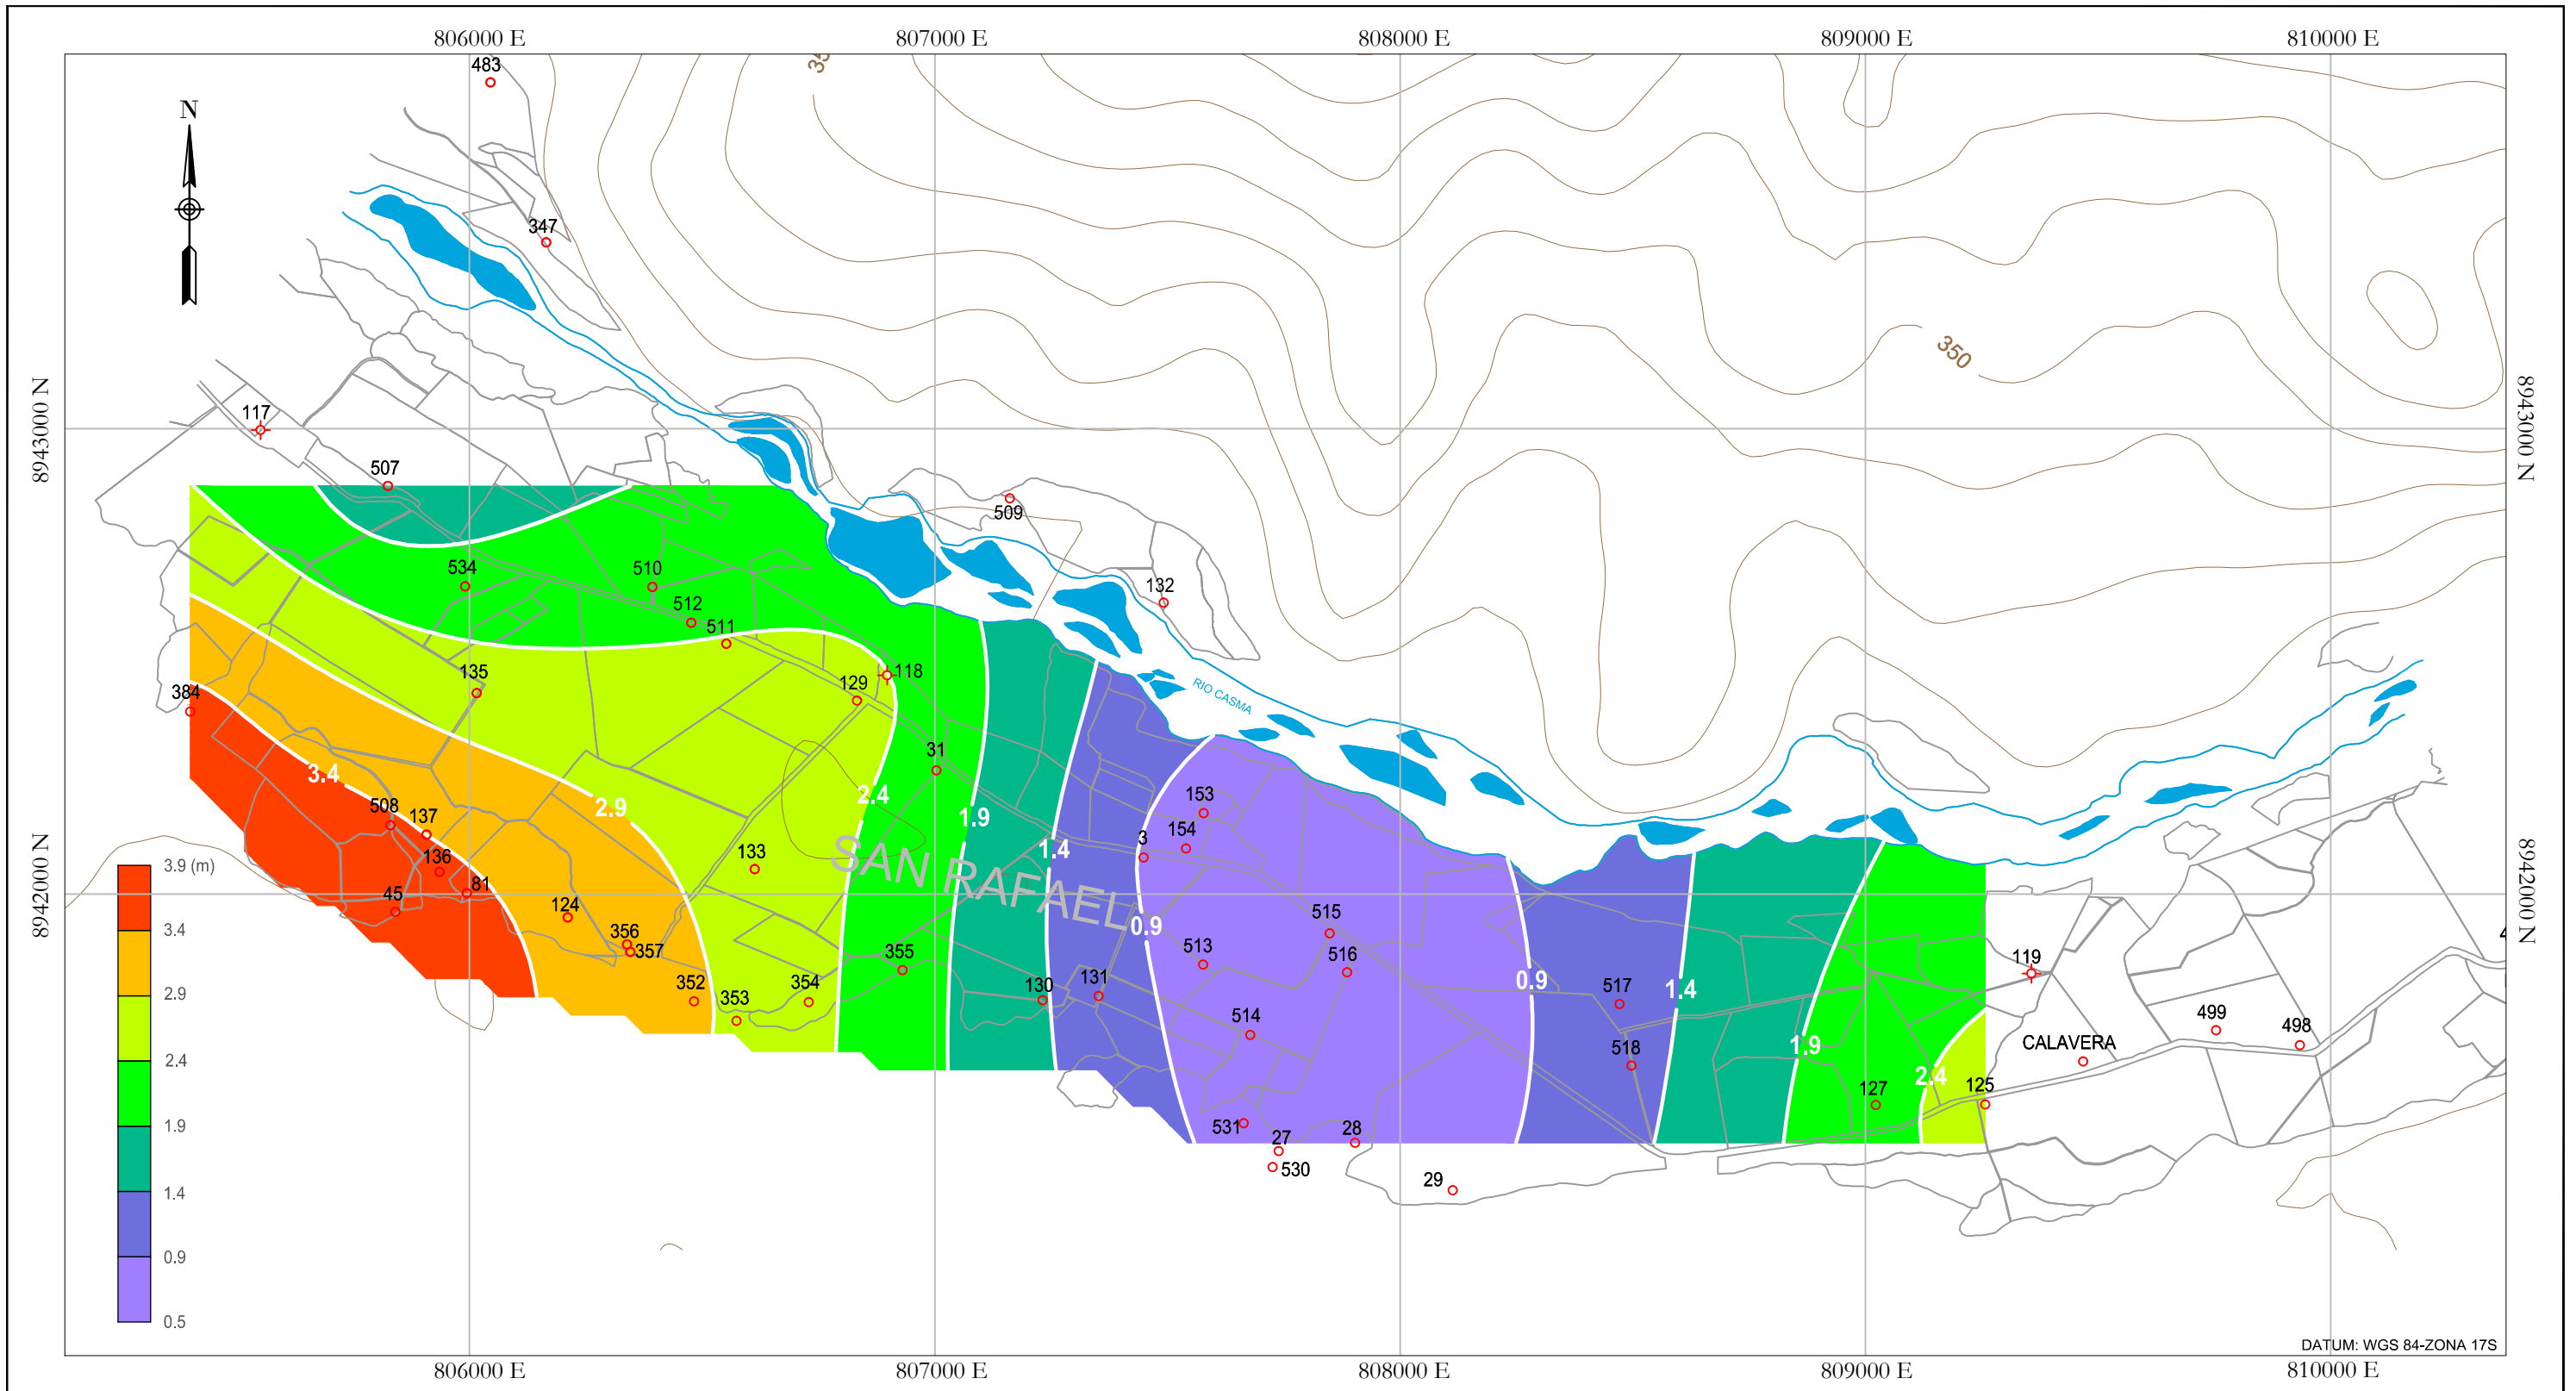 806000 E 807000 E 808000 E 809000 E 810000 E
483
N
347
350
8943000 N 8943000 N
117
507
509
534 510 132
512
511
135 118
384 129
RIO CASMA
31
3.4
2.9 2.4 153
508 137 1.9 154
136 133 1.4 3
SAN RAFAEL
8942000 N 8942000 N
3.9 (m)
81
45 124 515
0.9
356
357 355 513 516 119
352 354 130 131 0.9 517 1.4
353 514 499 498
518 1.9 CALAVERA
127 2.4 125
531 27 28
530
29
3.4
2.9
2.4
1.9
1.4
0.9
0.5
DATUM: WGS 84-ZONA 17S
806000 E 807000 E 808000 E 809000 E 810000 E